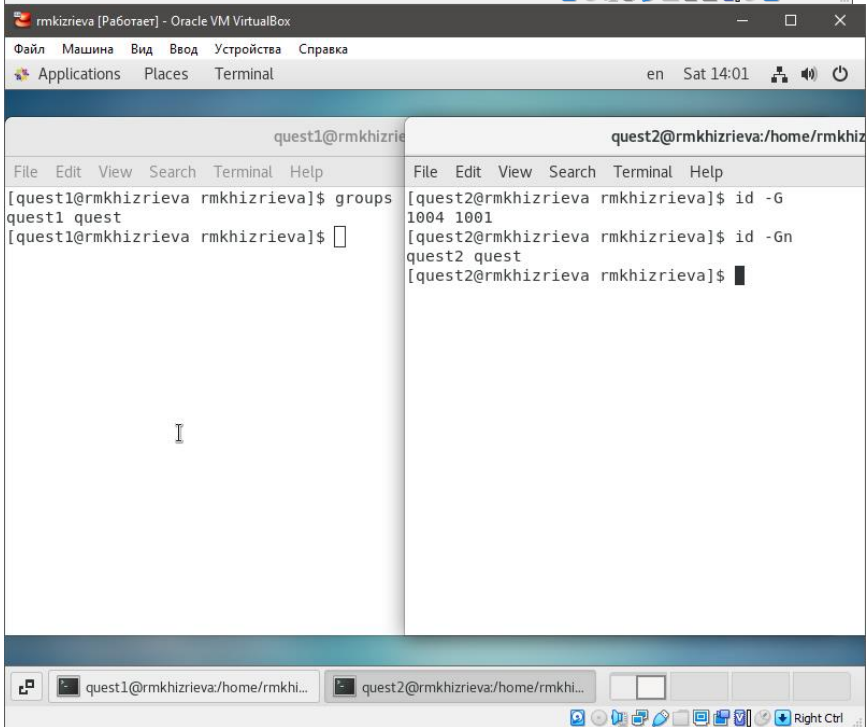 rmkizrieva [Работает] - Oracle VM VirtualBox
Файл Машина Вид Ввод Устройства Справка
Applications Places Terminal en Sat 14:01
quest1@rmkhizrie
File Edit View Search Terminal Help
[quest1@rmkhizrieva rmkhizrieva]$ groups
quest1 quest
[quest1@rmkhizrieva rmkhizrieva]$
quest2@rmkhizrieva:/home/rmkhiz
File Edit View Search Terminal Help
[quest2@rmkhizrieva rmkhizrieva]$ id -G
1004 1001
[quest2@rmkhizrieva rmkhizrieva]$ id -Gn
quest2 quest
[quest2@rmkhizrieva rmkhizrieva]$
quest1@rmkhizrieva:/home/rmkhi... quest2@rmkhizrieva:/home/rmkhi...
Right Ctrl